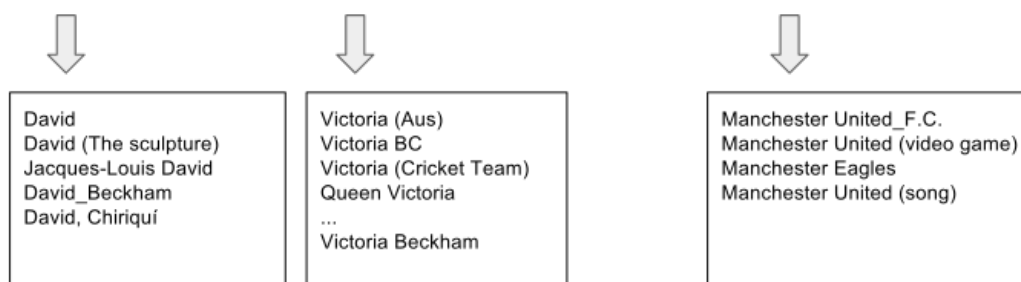 David
David (The sculpture)
Jacques-Louis David
David_Beckham
David, Chiriquí
Victoria (Aus)
Victoria BC
Victoria (Cricket Team)
Queen Victoria
...
Victoria Beckham
Manchester United_F.C.
Manchester United (video game)
Manchester Eagles
Manchester United (song)